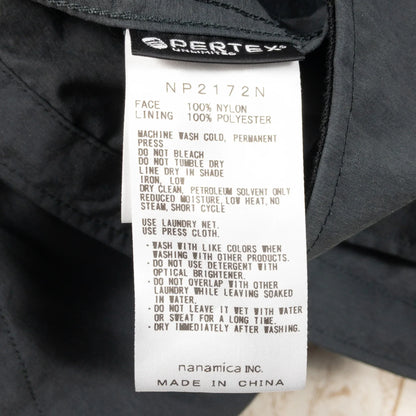 PERTEX®
UNLIMITED
NP2172N
FACE 100% NYLON
LINING 100% POLYESTER
MACHINE WASH COLD, PERMANENT
PRESS
DO NOT BLEACH
DO NOT TUMBLE DRY
LINE DRY IN SHADE
IRON, LOW
DRY CLEAN, PETROLEUM SOLVENT ONLY
REDUCED MOISTURE, LOW HEAT, NO
STEAM, SHORT CYCLE
USE LAUNDRY NET.
USE PRESS CLOTH.
・WASH WITH LIKE COLORS WHEN
WASHING WITH OTHER PRODUCTS.
・DO NOT USE DETERGENT WITH
OPTICAL BRIGHTENER.
・DO NOT OVERLAP WITH OTHER
LAUNDRY WHILE LEAVING SOAKED
IN WATER.
・DO NOT LEAVE IT WET WITH WATER
OR SWEAT FOR A LONG TIME.
・DRY IMMEDIATELY AFTER WASHING.
nanamica INC.
MADE IN CHINA